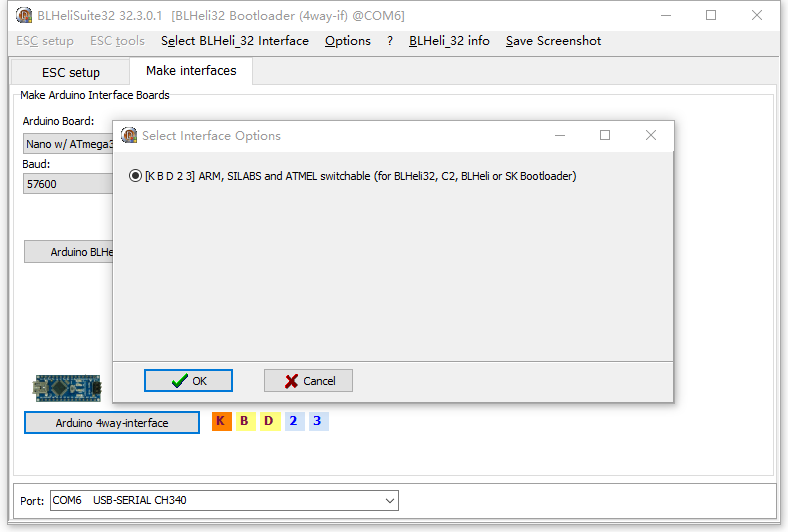 BLHeliSuite32 32.3.0.1 [BLHeli32 Bootloader (4way-if) @COM6]
ESC setup ESC tools Select BLHeli_32 Interface Options ? BLHeli_32 info Save Screenshot
ESC setup Make interfaces
Make Arduino Interface Boards
Arduino Board:
Nano w/ ATmega3
Baud:
57600
Arduino BLHe
Select Interface Options
[K B D 2 3] ARM, SILABS and ATMEL switchable (for BLHeli32, C2, BLHeli or SK Bootloader)
OK Cancel
Arduino 4way-interface K B D 2 3
Port: COM6 USB-SERIAL CH340